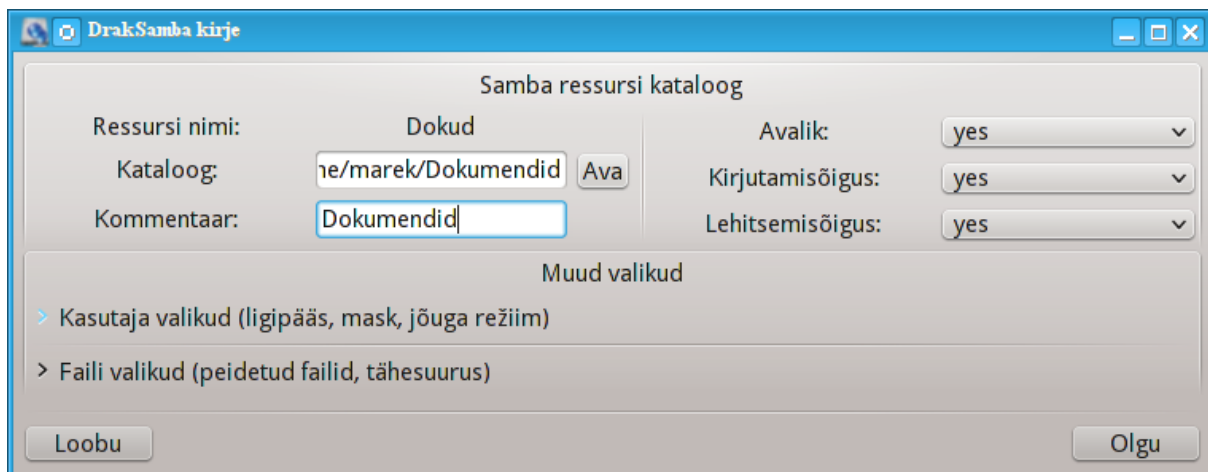 DrakSamba kirje
Samba ressursi kataloog
Ressursi nimi: Dokud
Kataloog: ne/marek/Dokumendid Ava
Kommentaar: Dokumendid
Avalik: yes
Kirjutamisõigus: yes
Lehitsemisõigus: yes
Muud valikud
> Kasutaja valikud (ligipääs, mask, jõuga režiim)
> Faili valikud (peidetud failid, tähesuurus)
Loobu Olgu